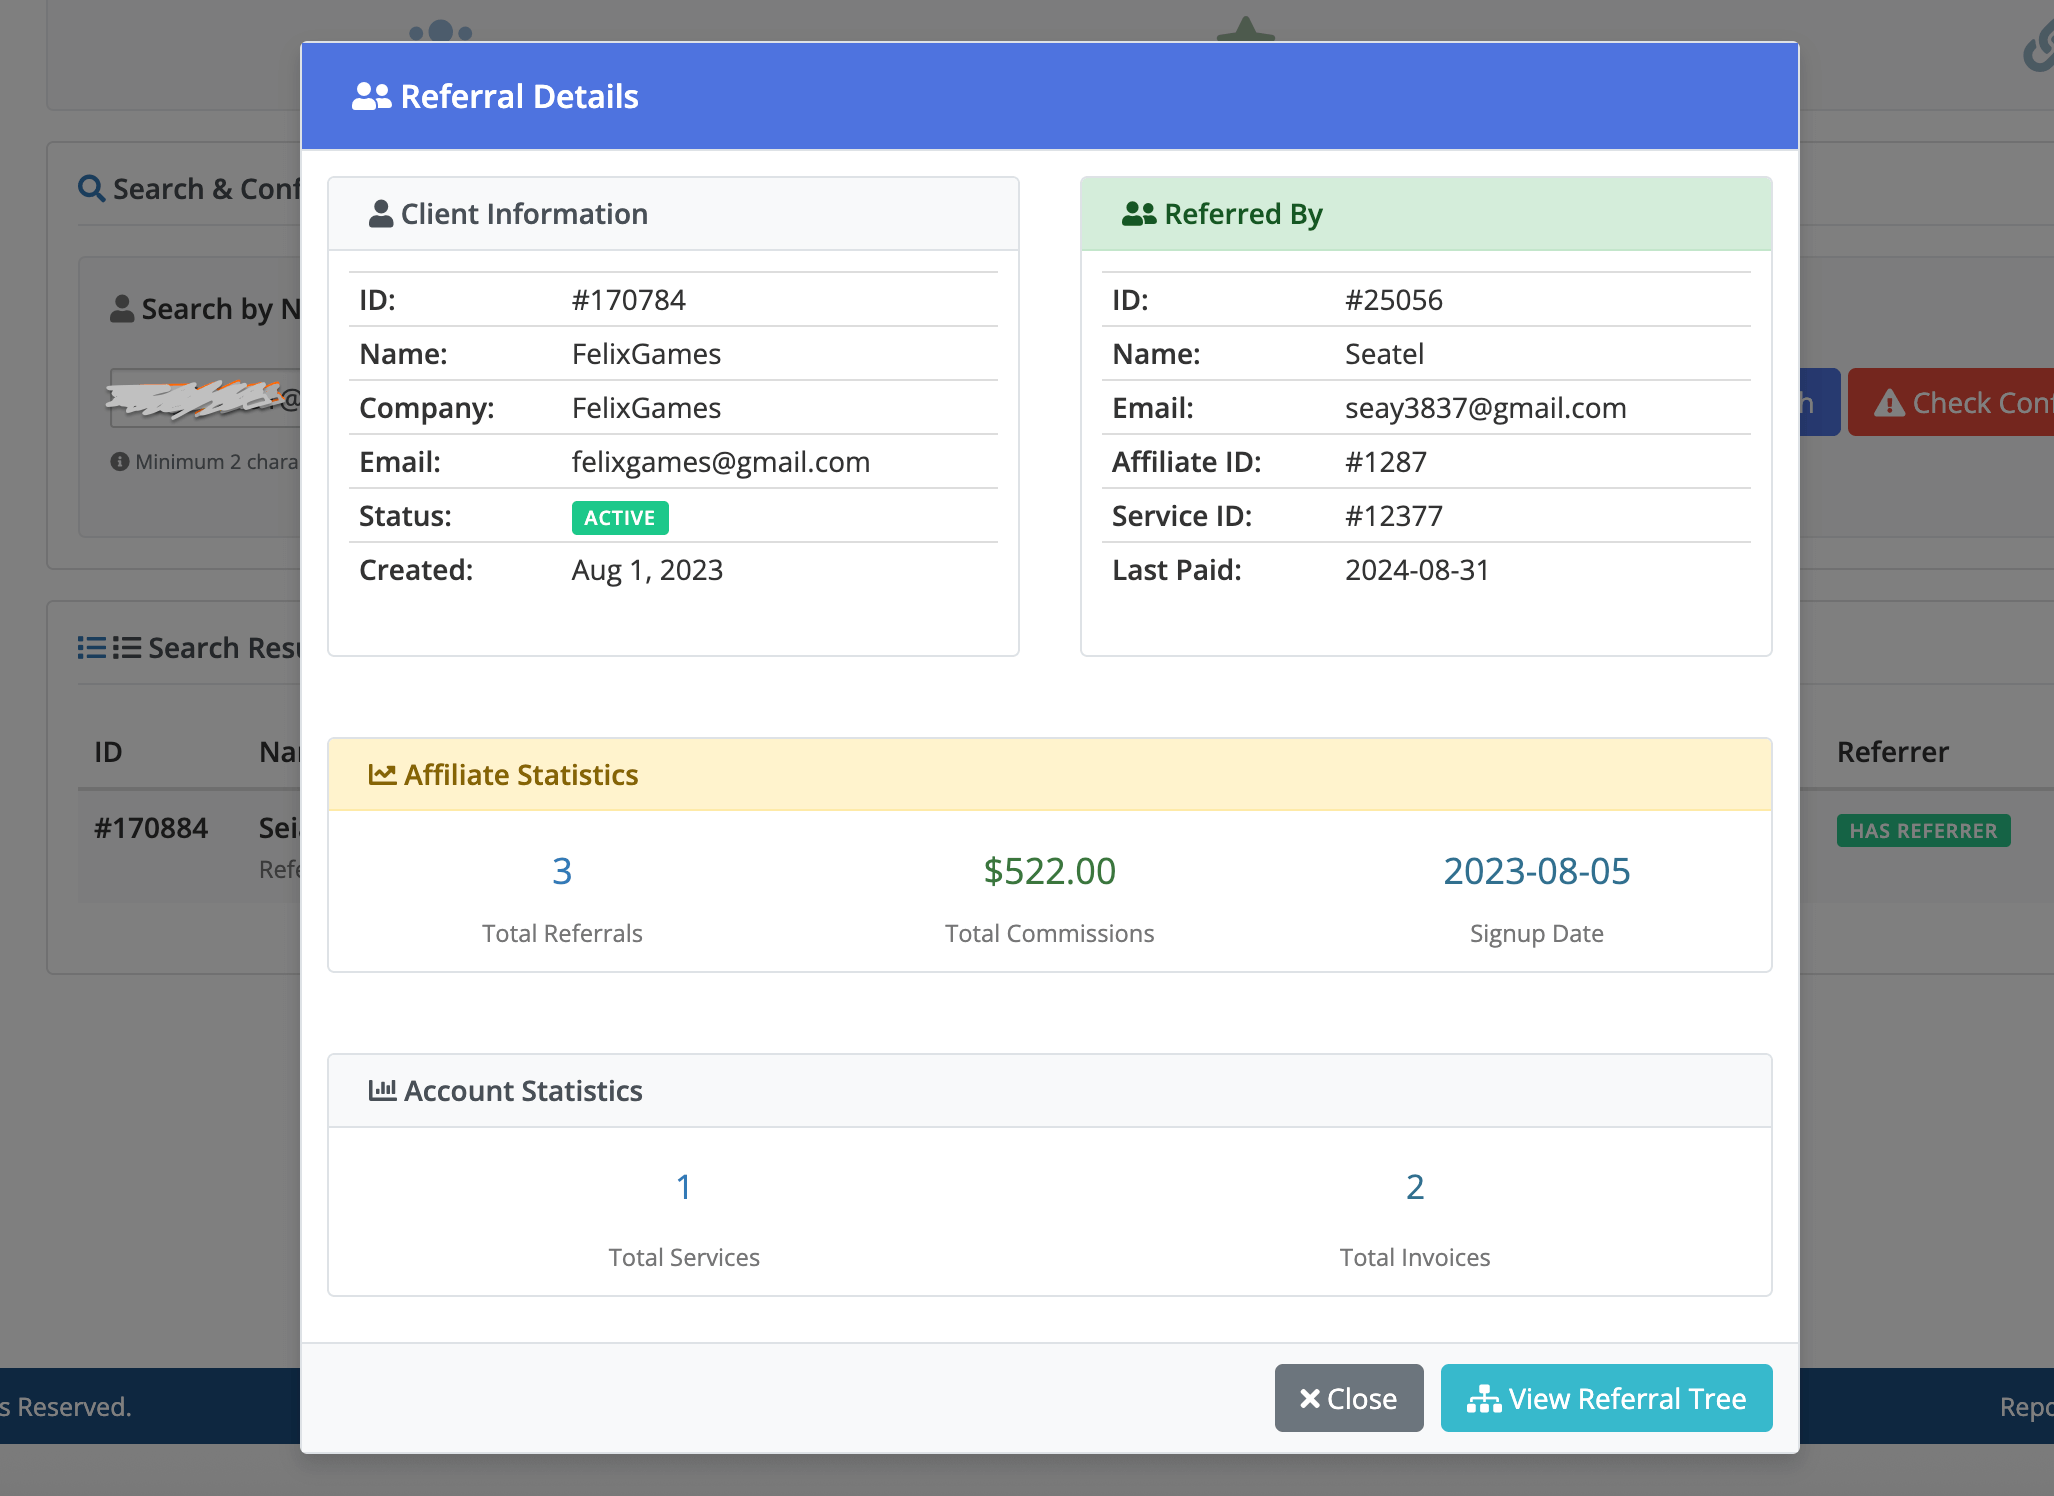 Referral Details
Client Information
ID: #170784
Name: FelixGames
Company: FelixGames
Email: felixgames@gmail.com
Status: ACTIVE
Created: Aug 1, 2023
Referred By
ID: #25056
Name: Seatel
Email: seay3837@gmail.com
Affiliate ID: #1287
Service ID: #12377
Last Paid: 2024-08-31
Affiliate Statistics
3
Total Referrals
$522.00
Total Commissions
2023-08-05
Signup Date
Account Statistics
1
Total Services
2
Total Invoices
Close
View Referral Tree
Search & Conf
Search by N
@
Minimum 2 chara
h
Check Conf
Search Resu
ID
Na
Referrer
#170884
Sei
Refe
HAS REFERRER
s Reserved.
Repo